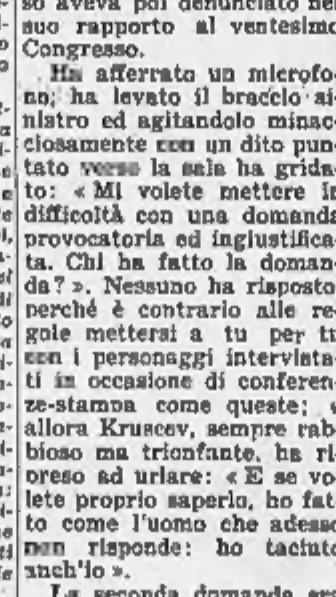 so aveva poi denunciato nel
suo rapporto al ventesimo
Congresso.
Ha afferrato un microfo-
no; ha levato il braccio si-
nistro ed agitandolo minac-
ciosamente con un dito pun-
tato verso la sala ha grida-
to: « Mi volete mettere in
difficoltà con una domanda
provocatoria ed ingiustifica-
ta. Chi ha fatto la doman-
da? ». Nessuno ha risposto
perché è contrario alle re-
gole mettersi a tu per tu
con i personaggi intervista-
ti in occasione di conferen-
ze-stampa come queste; e
allora Kruscev, sempre rab-
bioso ma trionfante, ha ri-
preso ad urlare: « E se vo-
lete proprio saperlo, ho fat-
to come l'uomo che adesso
non risponde: ho taciuto
anch'io ».
La seconda domanda